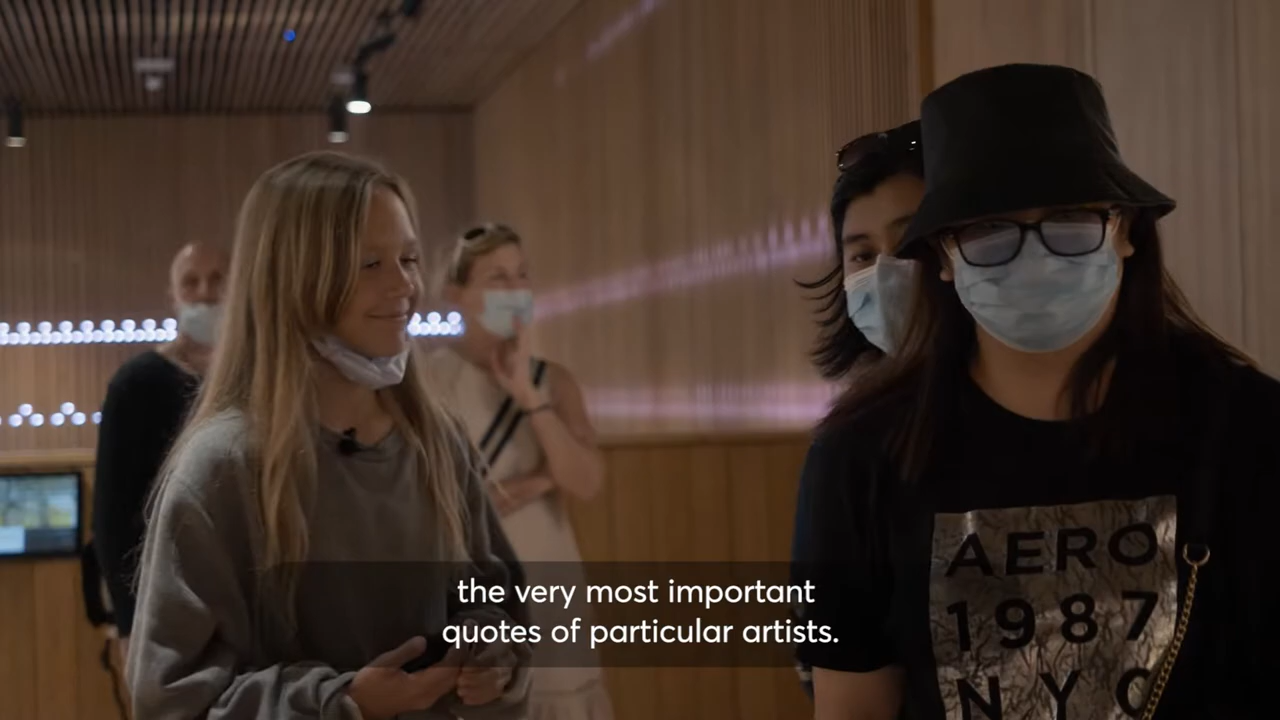 AERO
1987
NYC
the very most important
quotes of particular artists.